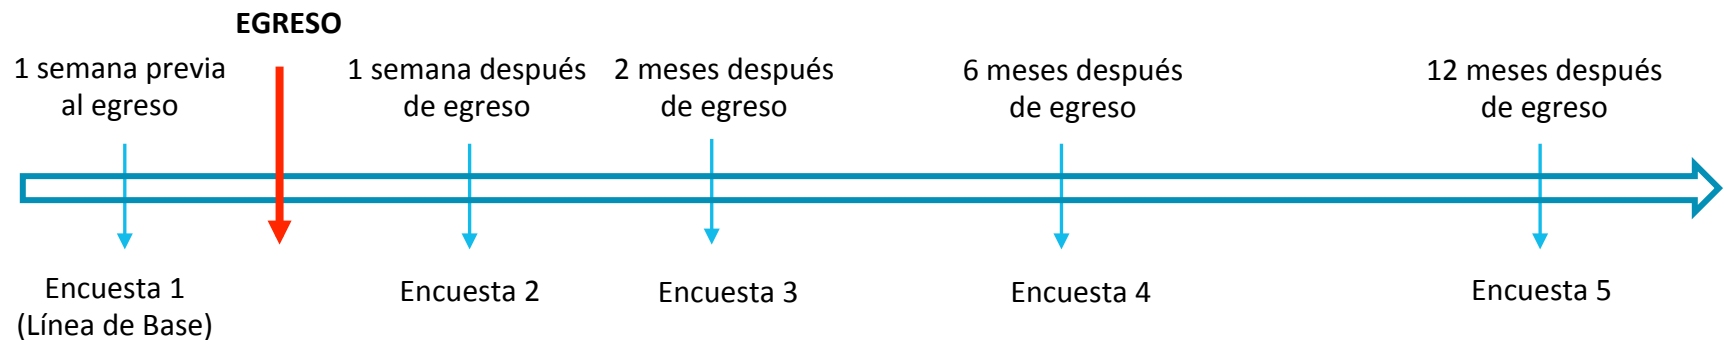 EGRESO
1 semana previa
al egreso
1 semana después
de egreso
2 meses después
de egreso
6 meses después
de egreso
12 meses después
de egreso
Encuesta 1
(Línea de Base)
Encuesta 2
Encuesta 3
Encuesta 4
Encuesta 5